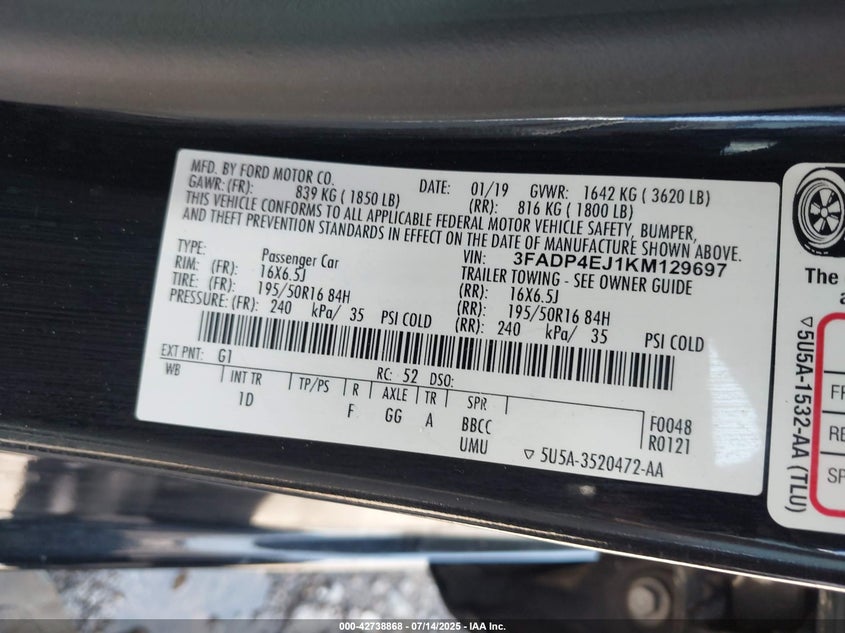 MFD. BY FORD MOTOR CO.
DATE: 01/19 GVWR: 1642 KG ( 3620 LB)
GAWR: (FR): 839 KG ( 1850 LB) (RR): 816 KG ( 1800 LB)
THIS VEHICLE CONFORMS TO ALL APPLICABLE FEDERAL MOTOR VEHICLE SAFETY, BUMPER,
AND THEFT PREVENTION STANDARDS IN EFFECT ON THE DATE OF MANUFACTURE SHOWN ABOVE.
VIN: 3FADP4EJ1KM129697
TYPE: Passenger Car TRAILER TOWING - SEE OWNER GUIDE
RIM: (FR): 16X6.5J (RR): 16X6.5J
TIRE: (FR): 195/50R16 84H (RR): 195/50R16 84H
PRESSURE: (FR): 240 kPa/ 35 PSI COLD (RR): 240 kPa/ 35 PSI COLD
EXT PNT: G1 RC: 52 DSO:
WB INT TR TP/PS R AXLE TR SPR
1D F GG A BBCC F0048
UMU R0121
▽ 5U5A-3520472-AA
The
a
▽5U5A-1532-AA (TLU)
FR
RE
SP
000-42738868 - 07/14/2025 - IAA Inc.